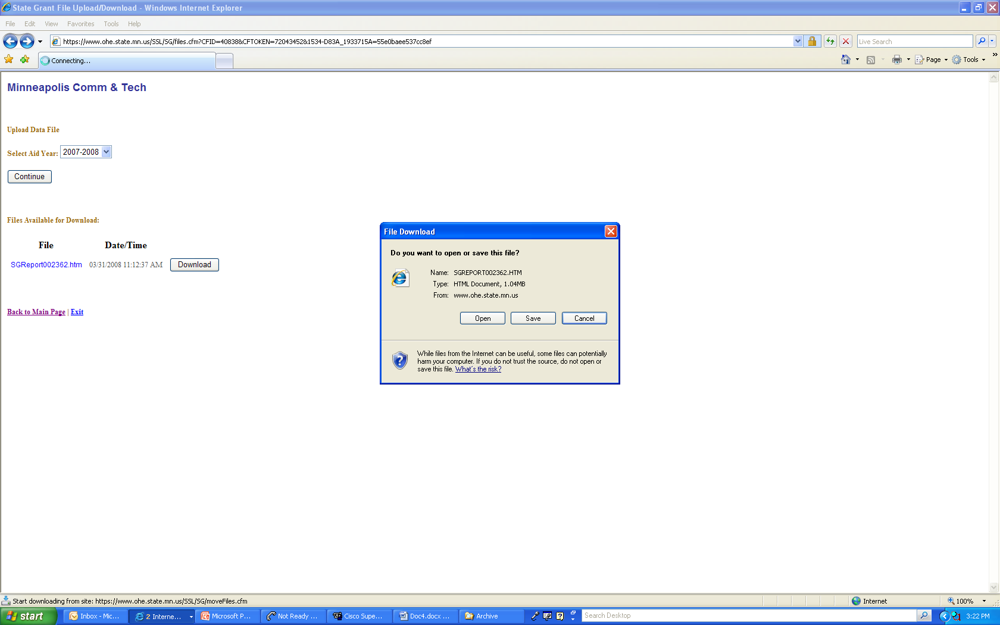 State Grant File Upload/Download - Windows Internet Explorer
File Edit View Favorites Tools Help
https://www.ohe.state.mn.us/SSL/SG/files.cfm?CFID=40838&CFTOKEN=72043452&1534-D83A_1933715A=55e0baee537cc8ef
Live Search
Connecting...
Page Tools »
Minneapolis Comm & Tech
Upload Data File
Select Aid Year: 2007-2008
Continue
Files Available for Download:
File Date/Time
SGReport002362.htm 03/31/2008 11:12:37 AM Download
Back to Main Page | Exit
File Download
Do you want to open or save this file?
Name: SGREPORT002362.HTM
Type: HTML Document, 1.04MB
From: www.ohe.state.mn.us
Open Save Cancel
While files from the Internet can be useful, some files can potentially
harm your computer. If you do not trust the source, do not open or
save this file. What's the risk?
Start downloading from site: https://www.ohe.state.mn.us/SSL/SG/moveFiles.cfm
Internet 100%
start Inbox - Mic... 2 Interne... Microsoft P... Not Ready ... Cisco Supe... Doc4.docx ... Archive Search Desktop 3:22 PM